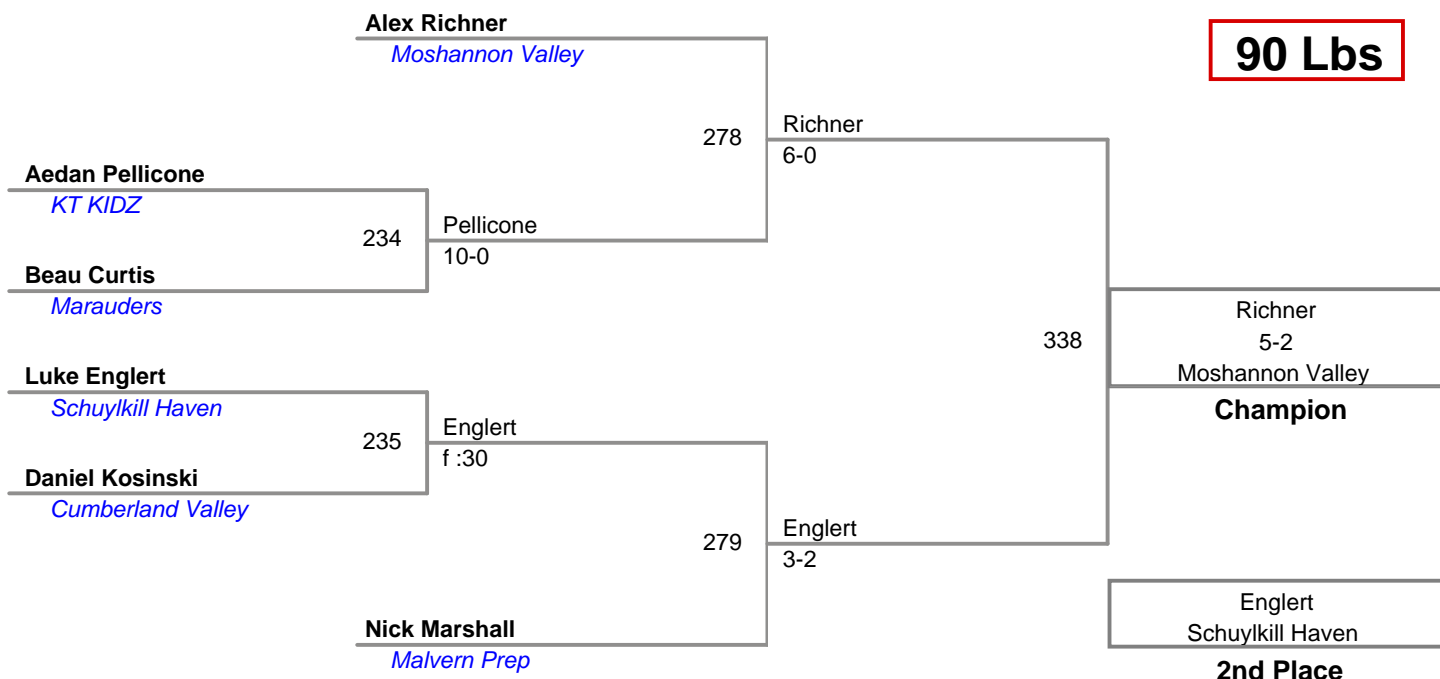 Alex Richner
Moshannon Valley
90 Lbs
278
Richner
6-0
Aedan Pellicone
KT KIDZ
234
Pellicone
10-0
Beau Curtis
Marauders
338
Richner
5-2
Moshannon Valley
Champion
Luke Englert
Schuylkill Haven
235
Englert
f :30
Daniel Kosinski
Cumberland Valley
279
Englert
3-2
Nick Marshall
Malvern Prep
Englert
Schuylkill Haven
2nd Place